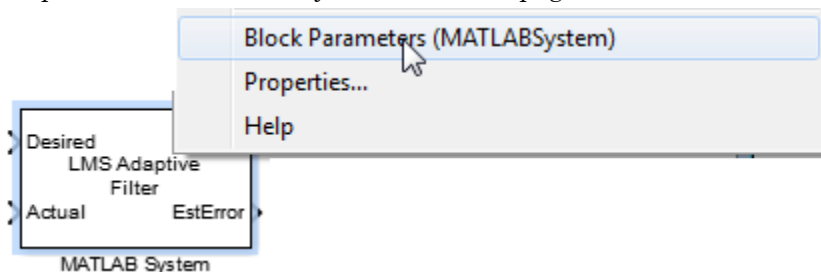 Block Parameters (MATLABSystem)
Properties...
Help
Desired
LMS Adaptive
Filter
Actual EstError
MATLAB System